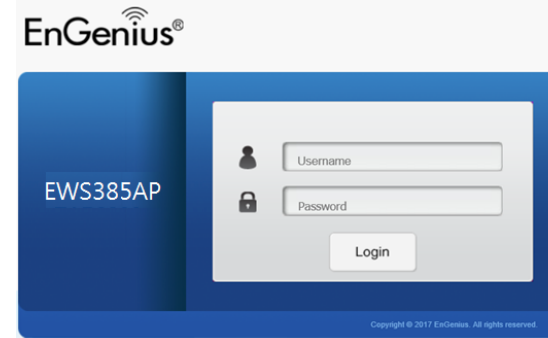 EnGenius®
EWS385AP
Username
Password
Login
Copyright © 2017 EnGenius. All rights reserved.